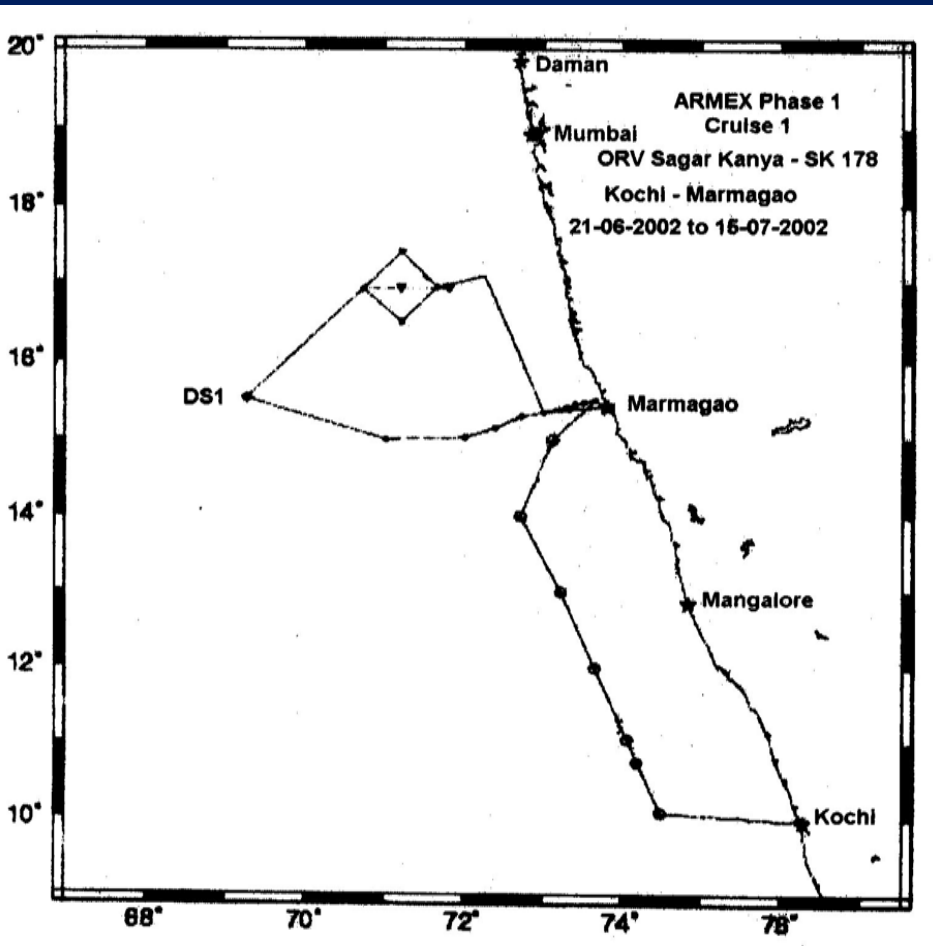 20°
Daman
ARMEX Phase 1
Cruise 1
Mumbai
ORV Sagar Kanya - SK 178
18°
Kochi - Marmagao
21-06-2002 to 15-07-2002
16°
DS1
Marmagao
14°
Mangalore
12°
10°
Kochi
68° 70° 72° 74° 76°